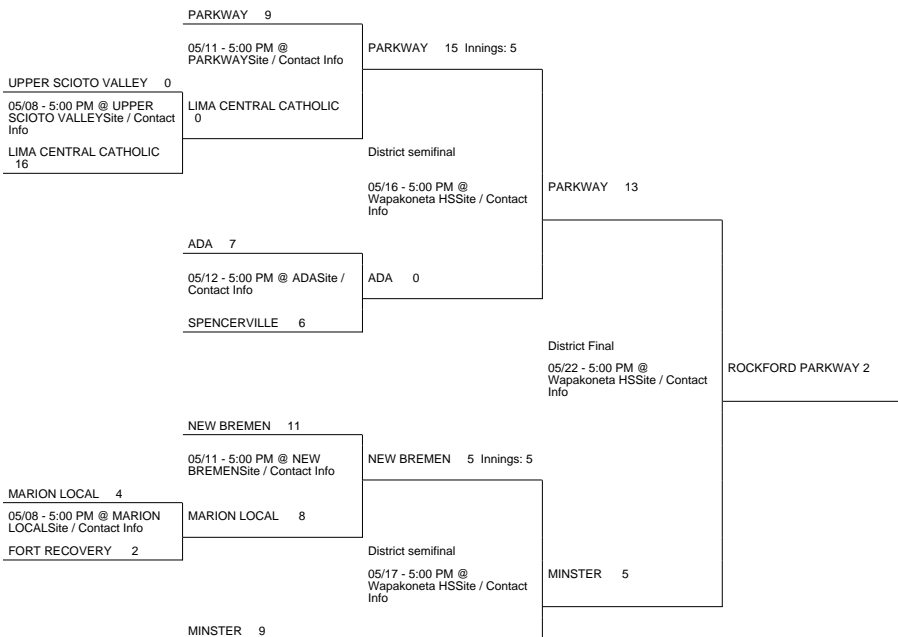 PARKWAY 9
05/11 - 5:00 PM @
PARKWAYSite / Contact Info
PARKWAY 15 Innings: 5
UPPER SCIOTO VALLEY 0
05/08 - 5:00 PM @ UPPER
SCIOTO VALLEYSite / Contact
Info
LIMA CENTRAL CATHOLIC
0
LIMA CENTRAL CATHOLIC
16
District semifinal
05/16 - 5:00 PM @
Wapakoneta HSSite / Contact
Info
PARKWAY 13
ADA 7
05/12 - 5:00 PM @ ADASite /
Contact Info
ADA 0
SPENCERVILLE 6
District Final
05/22 - 5:00 PM @
Wapakoneta HSSite / Contact
Info
ROCKFORD PARKWAY 2
NEW BREMEN 11
05/11 - 5:00 PM @ NEW
BREMENSite / Contact Info
NEW BREMEN 5 Innings: 5
MARION LOCAL 4
05/08 - 5:00 PM @ MARION
LOCALSite / Contact Info
MARION LOCAL 8
FORT RECOVERY 2
District semifinal
05/17 - 5:00 PM @
Wapakoneta HSSite / Contact
Info
MINSTER 5
MINSTER 9